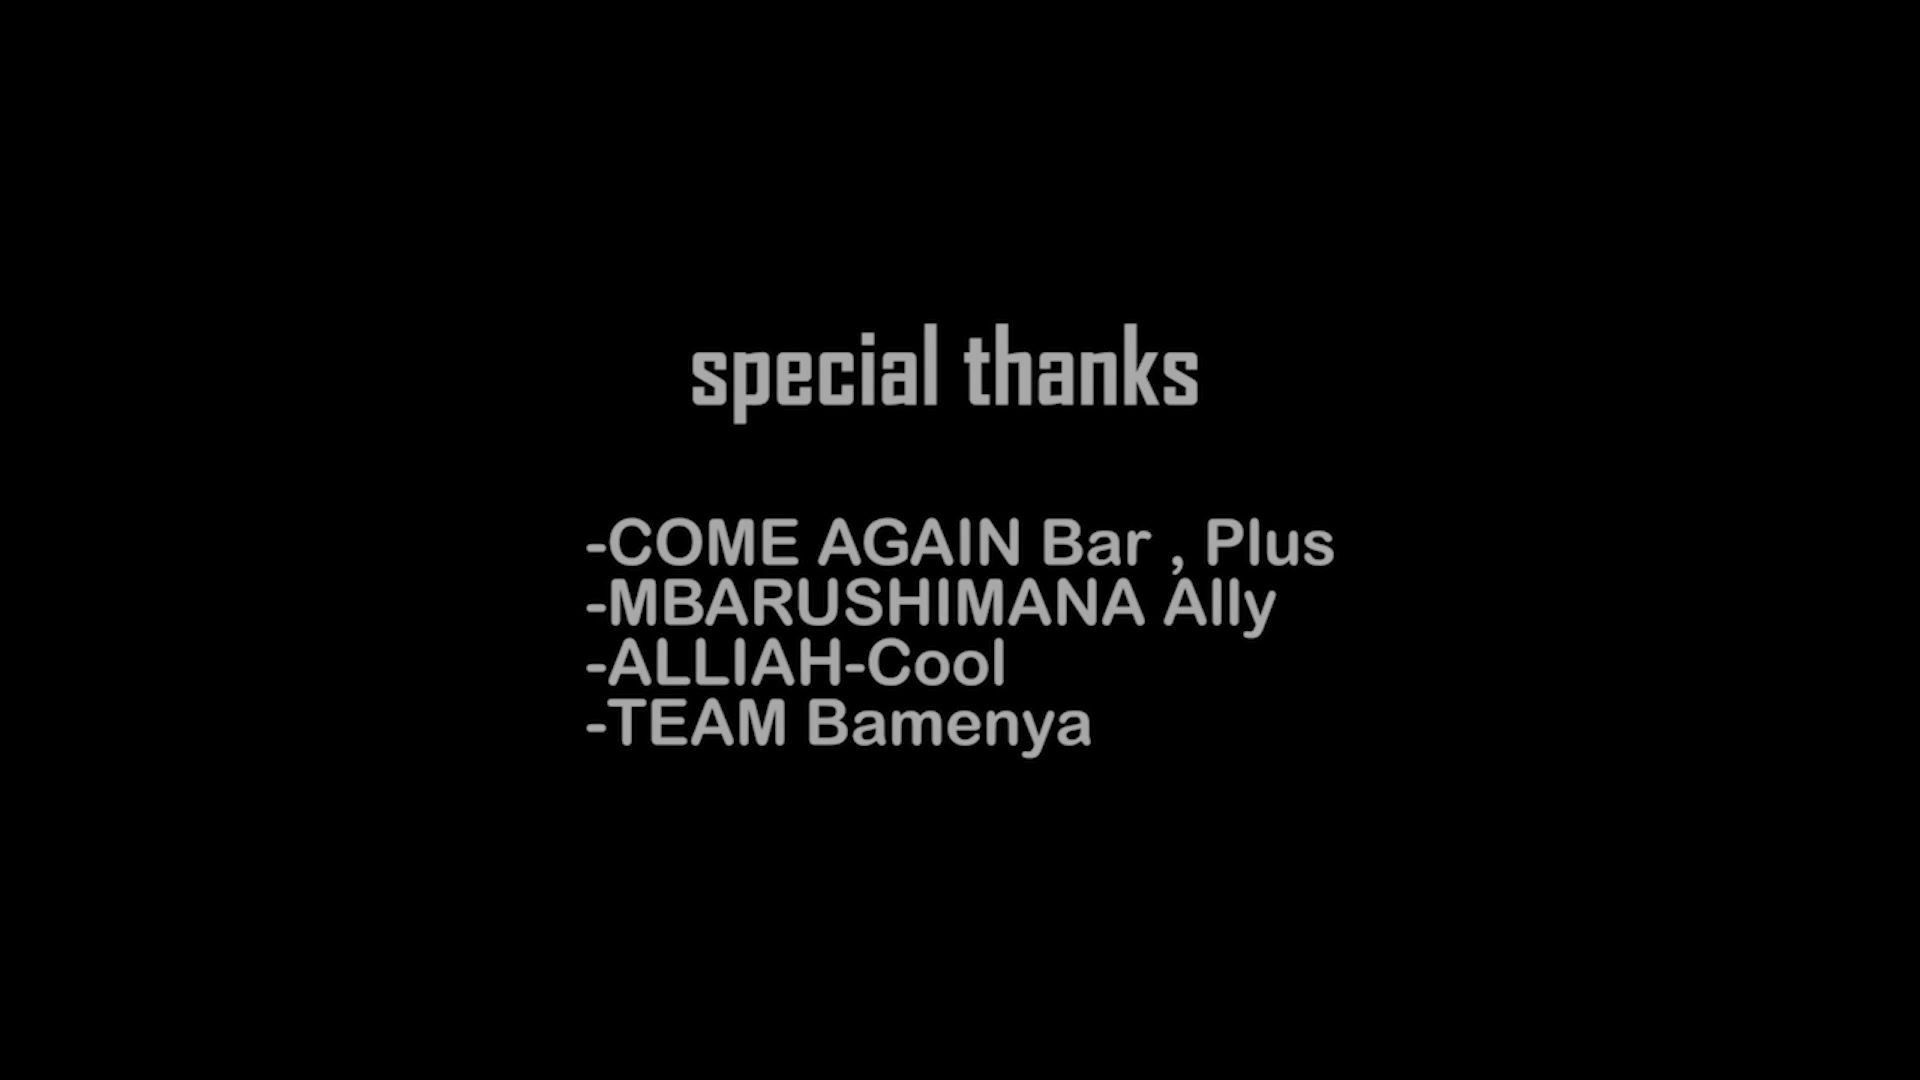 special thanks
-COME AGAIN Bar , Plus
-MBARUSHIMANA Ally
-ALLIAH-Cool
-TEAM Bamenya